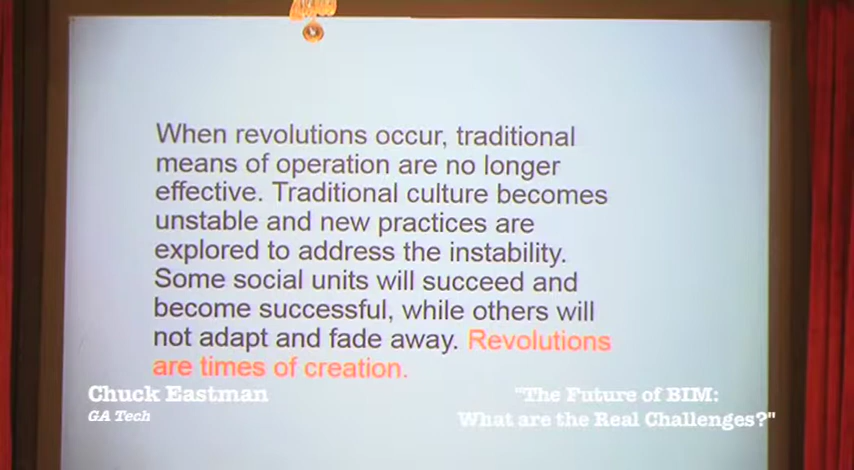 When revolutions occur, traditional
means of operation are no longer
effective. Traditional culture becomes
unstable and new practices are
explored to address the instability.
Some social units will succeed and
become successful, while others will
not adapt and fade away. Revolutions
are times of creation.
Chuck Eastman
GA Tech
"The Future of BIM:
What are the Real Challenges?"